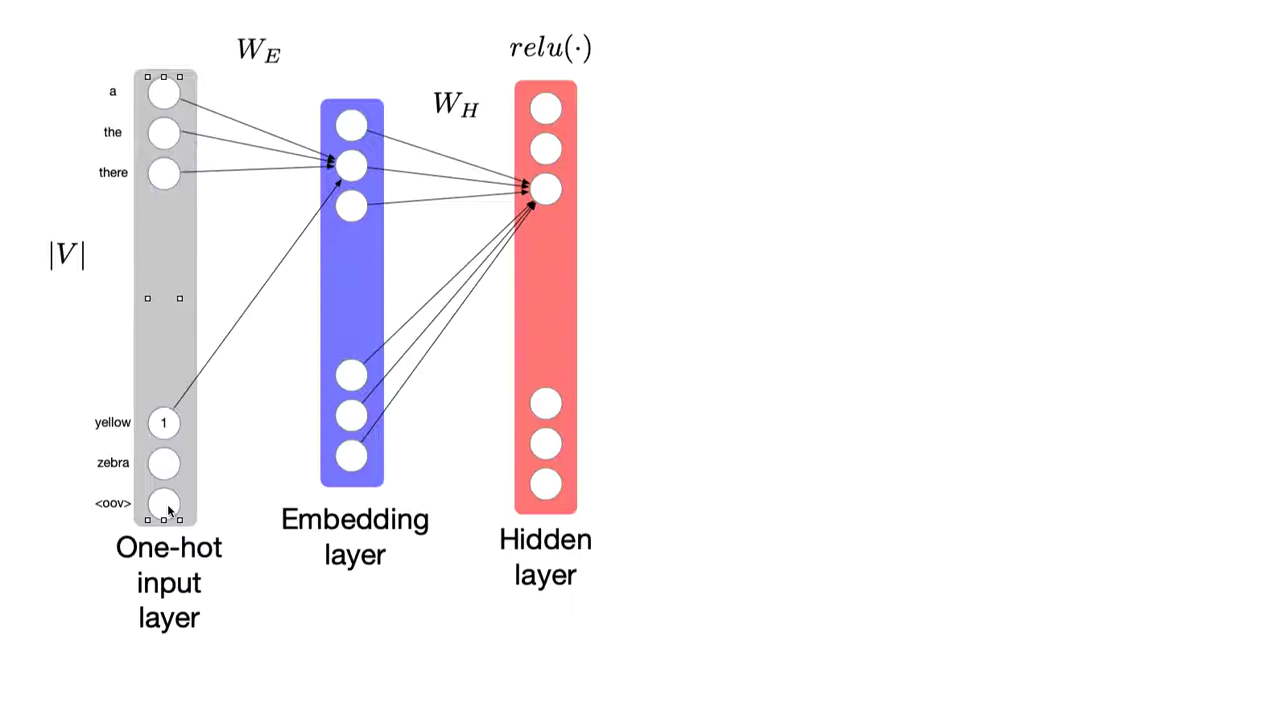 W_E
relu(·)
W_H
a
the
there
|V|
yellow
1
zebra
<oov>
One-hot
input
layer
Embedding
layer
Hidden
layer